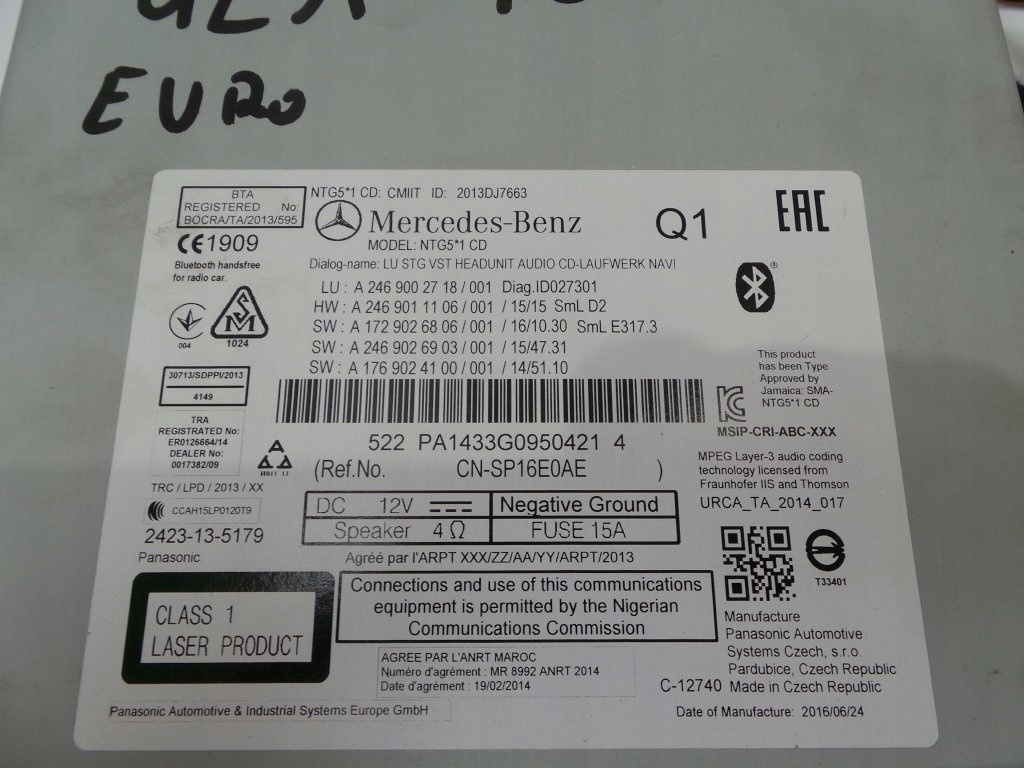 EURO
BTA
REGISTERED No:
BOCRA/TA/2013/595
NTG5*1 CD: CMIIT ID: 2013DJ7663
Mercedes-Benz
MODEL: NTG5*1 CD
Q1
EAC
CE1909
Bluetooth handsfree
for radio car.
Dialog-name: LU STG VST HEADUNIT AUDIO CD-LAUFWERK NAVI
LU : A 246 900 27 18 / 001 Diag.ID027301
HW : A 246 901 11 06 / 001 / 15/15 SmL D2
SW : A 172 902 68 06 / 001 / 16/10.30 SmL E317.3
SW : A 246 902 69 03 / 001 / 15/47.31
SW : A 176 902 41 00 / 001 / 14/51.10
004
1024
30713/SDPPI/2013
4149
TRA
REGISTRATED No:
ER0126664/14
DEALER No:
0017382/09
TRC / LPD / 2013 / XX
CCAH15LP0120T9
2423-13-5179
Panasonic
522 PA1433G0950421 4
(Ref.No. CN-SP16E0AE )
DC 12V Negative Ground
Speaker 4 Ω FUSE 15A
Agréé par l'ARPT XXX/ZZ/AA/YY/ARPT/2013
This product
has been Type
Approved by
Jamaica: SMA-
NTG5*1 CD
MSIP-CRI-ABC-XXX
MPEG Layer-3 audio coding
technology licensed from
Fraunhofer IIS and Thomson
URCA_TA_2014_017
T33401
CLASS 1
LASER PRODUCT
Connections and use of this communications
equipment is permitted by the Nigerian
Communications Commission
AGREE PAR L'ANRT MAROC
Numéro d'agrément : MR 8992 ANRT 2014
Date d'agrément : 19/02/2014
Manufacture
Panasonic Automotive
Systems Czech, s.r.o.
Pardubice, Czech Republic
C-12740 Made in Czech Republic
Panasonic Automotive & Industrial Systems Europe GmbH
Date of Manufacture: 2016/06/24